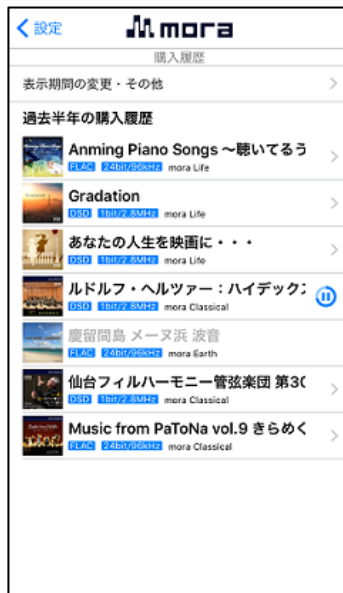 設定
mora
購入履歴
表示期間の変更・その他
過去半年の購入履歴
Anming Piano Songs 〜聴いてるう
FLAC 24bit/96kHz mora Life
Gradation
DSD 1bit/2.8MHz mora Life
あなたの人生を映画に・・・
DSD 1bit/2.8MHz mora Life
ルドルフ・ヘルツァー：ハイデックス
DSD 1bit/2.8MHz mora Classical
慶留間島 メーヌ浜 波音
FLAC 24bit/96kHz mora Earth
仙台フィルハーモニー管弦楽団 第30
DSD 1bit/2.8MHz mora Classical
Music from PaToNa vol.9 きらめく
FLAC 24bit/96kHz mora Classical